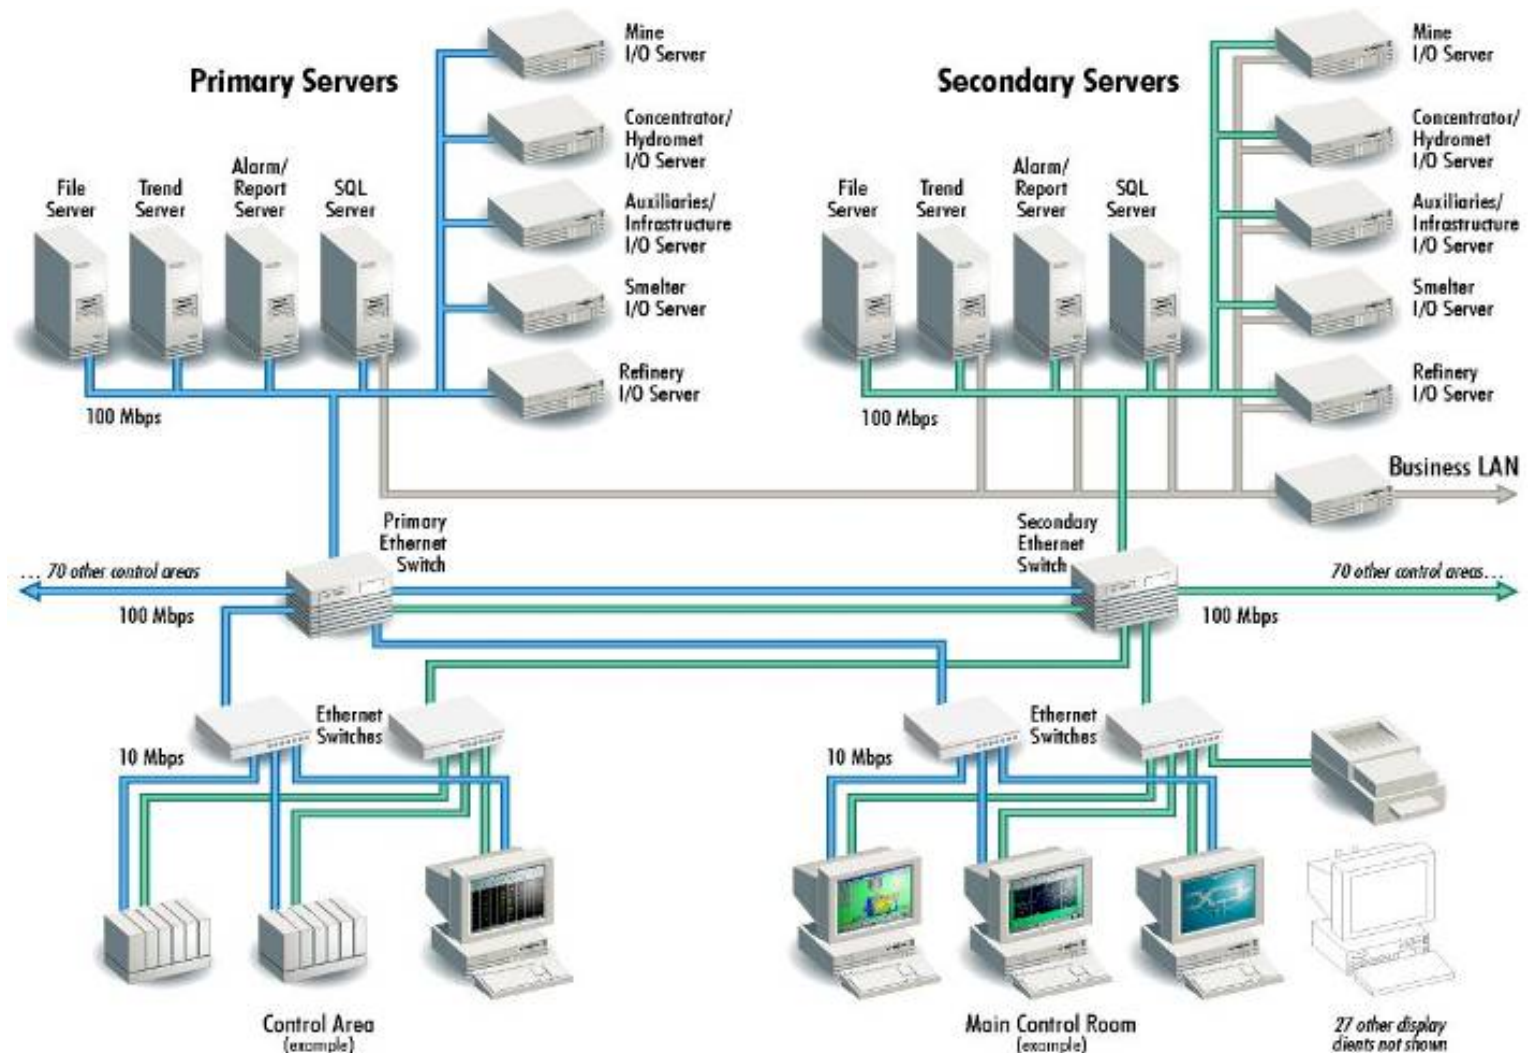 Primary Servers
File
Server
Trend
Server
Alarm/
Report
Server
SQL
Server
Mine
I/O Server
Concentrator/
Hydromet
I/O Server
Auxiliaries/
Infrastructure
I/O Server
Smelter
I/O Server
Refinery
I/O Server
100 Mbps
Secondary Servers
File
Server
Trend
Server
Alarm/
Report
Server
SQL
Server
Mine
I/O Server
Concentrator/
Hydromet
I/O Server
Auxiliaries/
Infrastructure
I/O Server
Smelter
I/O Server
Refinery
I/O Server
100 Mbps
Business LAN
Primary
Ethernet
Switch
Secondary
Ethernet
Switch
... 70 other control areas
100 Mbps
70 other control areas...
100 Mbps
Ethernet
Switches
10 Mbps
Ethernet
Switches
10 Mbps
Control Area
(example)
Main Control Room
(example)
27 other display
clients not shown